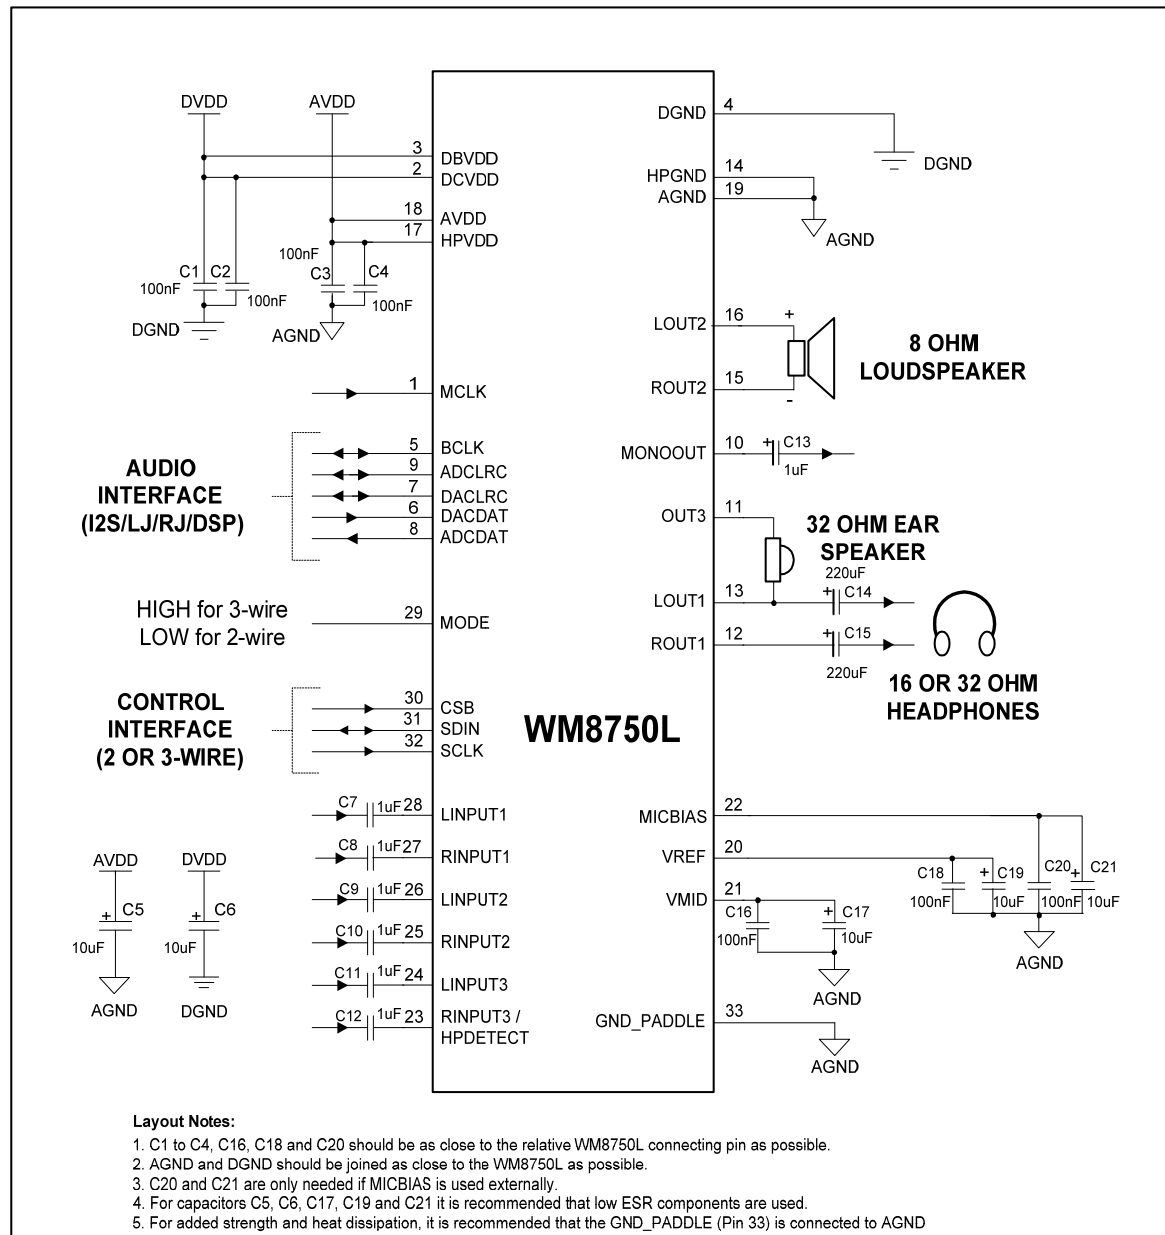 DVDD
AVDD
3
DBVDD
2
DCVDD
18
AVDD
17
HPVDD
100nF
C1
C2
100nF
100nF
C3
C4
100nF
DGND
AGND
1
MCLK
AUDIO
INTERFACE
(I2S/LJ/RJ/DSP)
5
BCLK
9
ADCLRC
7
DACLRC
6
DACDAT
8
ADCDAT
HIGH for 3-wire
LOW for 2-wire
29
MODE
CONTROL
INTERFACE
(2 OR 3-WIRE)
30
CSB
31
SDIN
32
SCLK
C7
1uF
28
LINPUT1
C8
1uF
27
RINPUT1
C9
1uF
26
LINPUT2
C10
1uF
25
RINPUT2
C11
1uF
24
LINPUT3
C12
1uF
23
RINPUT3 /
HPDETECT
AVDD
+
C5
10uF
AGND
DVDD
+
C6
10uF
DGND
WM8750L
DGND
4
DGND
HPGND
14
AGND
19
AGND
LOUT2
16
+
ROUT2
15
-
8 OHM
LOUDSPEAKER
MONOOUT
10
+
C13
1uF
OUT3
11
32 OHM EAR
SPEAKER
LOUT1
13
220uF
+
C14
ROUT1
12
+
C15
220uF
16 OR 32 OHM
HEADPHONES
MICBIAS
22
VREF
20
VMID
21
C16
100nF
+
C17
10uF
AGND
C18
100nF
+
C19
10uF
C20
100nF
+
C21
10uF
AGND
GND_PADDLE
33
AGND
Layout Notes:
1. C1 to C4, C16, C18 and C20 should be as close to the relative WM8750L connecting pin as possible.
2. AGND and DGND should be joined as close to the WM8750L as possible.
3. C20 and C21 are only needed if MICBIAS is used externally.
4. For capacitors C5, C6, C17, C19 and C21 it is recommended that low ESR components are used.
5. For added strength and heat dissipation, it is recommended that the GND_PADDLE (Pin 33) is connected to AGND